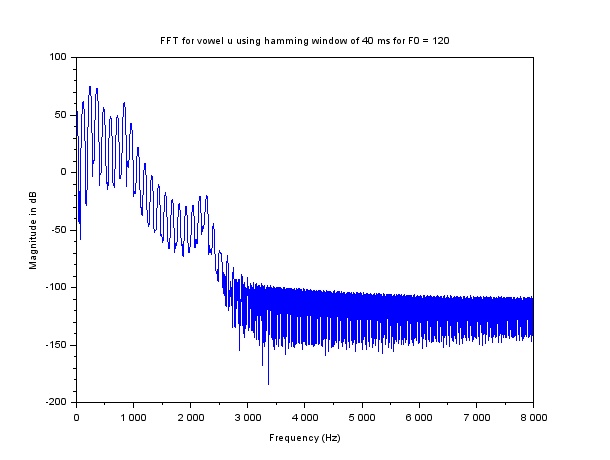 FFT for vowel u using hamming window of 40 ms for F0 = 120
100
50
0
-50
-100
-150
-200
Magnitude in dB
0 1 000 2 000 3 000 4 000 5 000 6 000 7 000 8 000
Frequency (Hz)